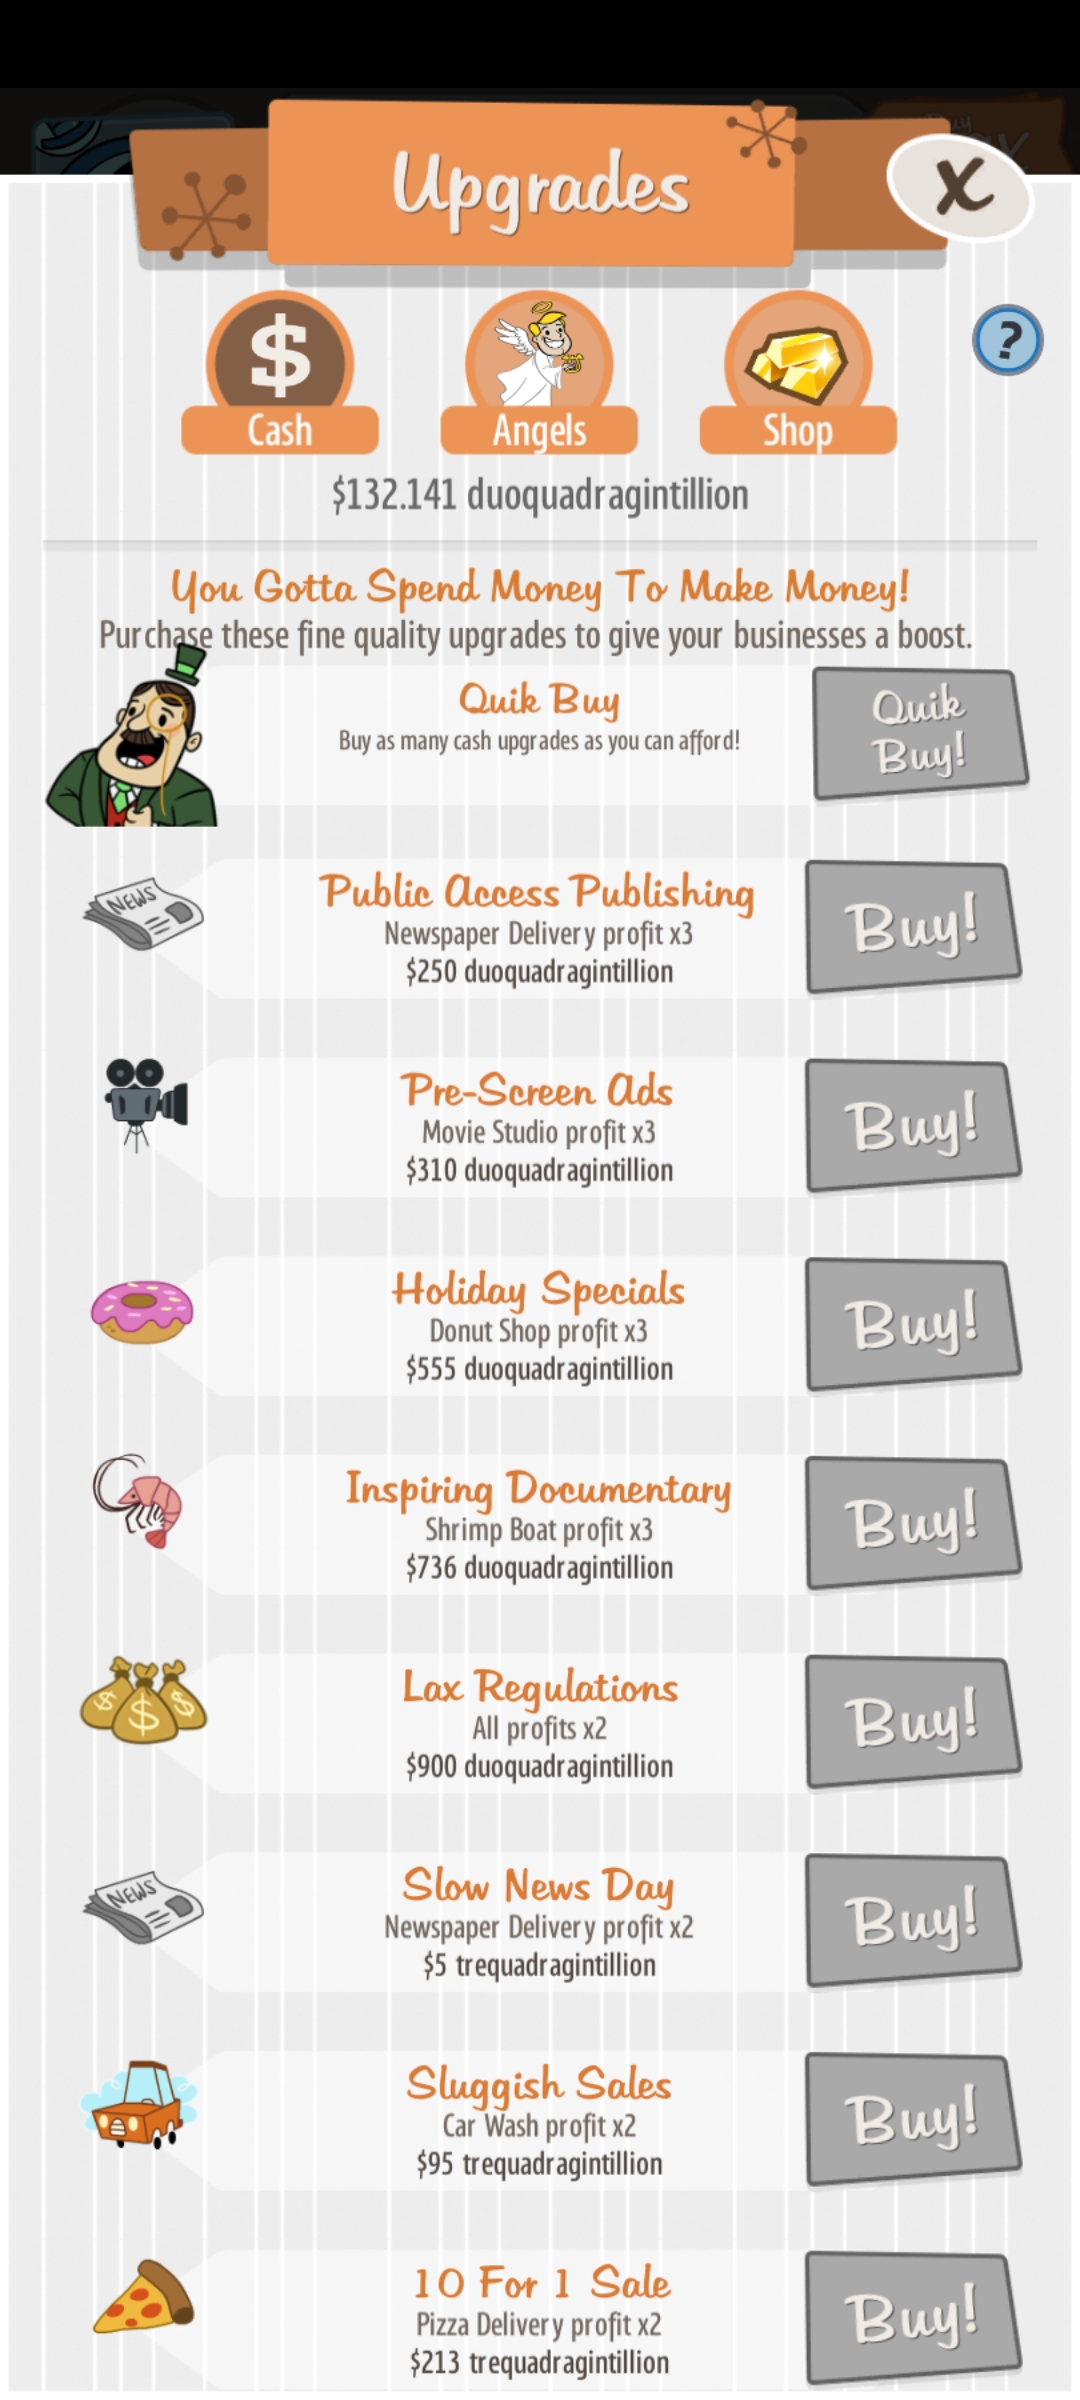 Upgrades
X
$
Cash
Angels
Shop
?
$132.141 duoquadragintillion
You Gotta Spend Money To Make Money!
Purchase these fine quality upgrades to give your businesses a boost.
Quik Buy
Buy as many cash upgrades as you can afford!
Quik
Buy!
NEWS
Public Access Publishing
Newspaper Delivery profit x3
$250 duoquadragintillion
Buy!
Pre-Screen Ads
Movie Studio profit x3
$310 duoquadragintillion
Buy!
Holiday Specials
Donut Shop profit x3
$555 duoquadragintillion
Buy!
Inspiring Documentary
Shrimp Boat profit x3
$736 duoquadragintillion
Buy!
$ $ $
Lax Regulations
All profits x2
$900 duoquadragintillion
Buy!
NEWS
Slow News Day
Newspaper Delivery profit x2
$5 trequadragintillion
Buy!
Sluggish Sales
Car Wash profit x2
$95 trequadragintillion
Buy!
10 For 1 Sale
Pizza Delivery profit x2
$213 trequadragintillion
Buy!